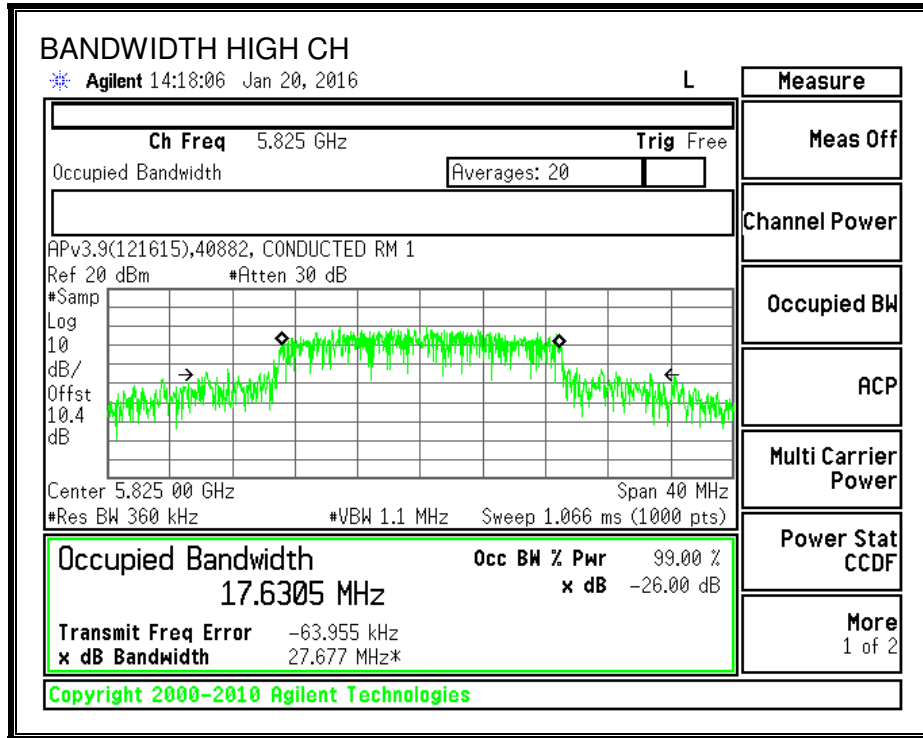 BANDWIDTH HIGH CH
Agilent 14:18:06 Jan 20, 2016 L
Measure
Ch Freq 5.825 GHz Trig Free
Meas Off
Occupied Bandwidth Averages: 20
Channel Power
APv3.9(121615),40882, CONDUCTED RM 1
Ref 20 dBm #Atten 30 dB
#Samp
Log
10
dB/
Offst
10.4
dB
Occupied BW
ACP
Multi Carrier
Power
Center 5.825 00 GHz Span 40 MHz
#Res BW 360 kHz #VBW 1.1 MHz Sweep 1.066 ms (1000 pts)
Power Stat
CCDF
Occupied Bandwidth Occ BW % Pwr 99.00 %
17.6305 MHz x dB -26.00 dB
Transmit Freq Error -63.955 kHz
x dB Bandwidth 27.677 MHz*
More
1 of 2
Copyright 2000-2010 Agilent Technologies